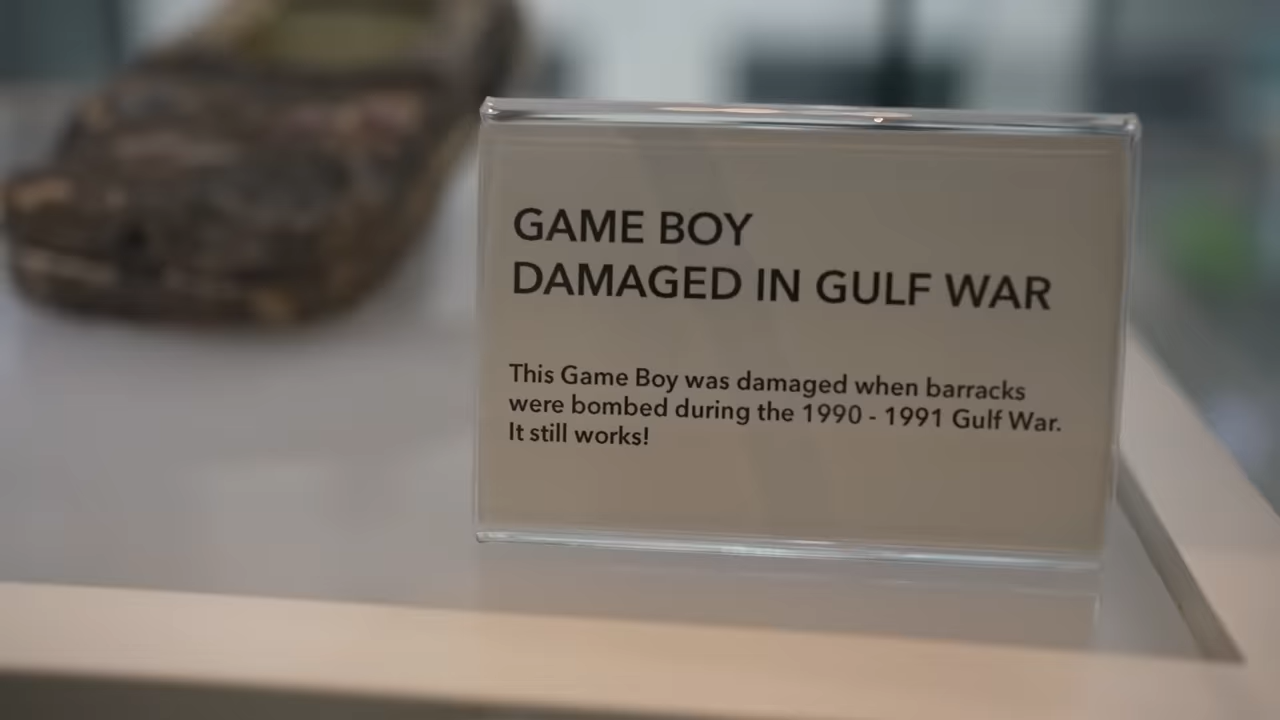 GAME BOY
DAMAGED IN GULF WAR
This Game Boy was damaged when barracks
were bombed during the 1990 - 1991 Gulf War.
It still works!